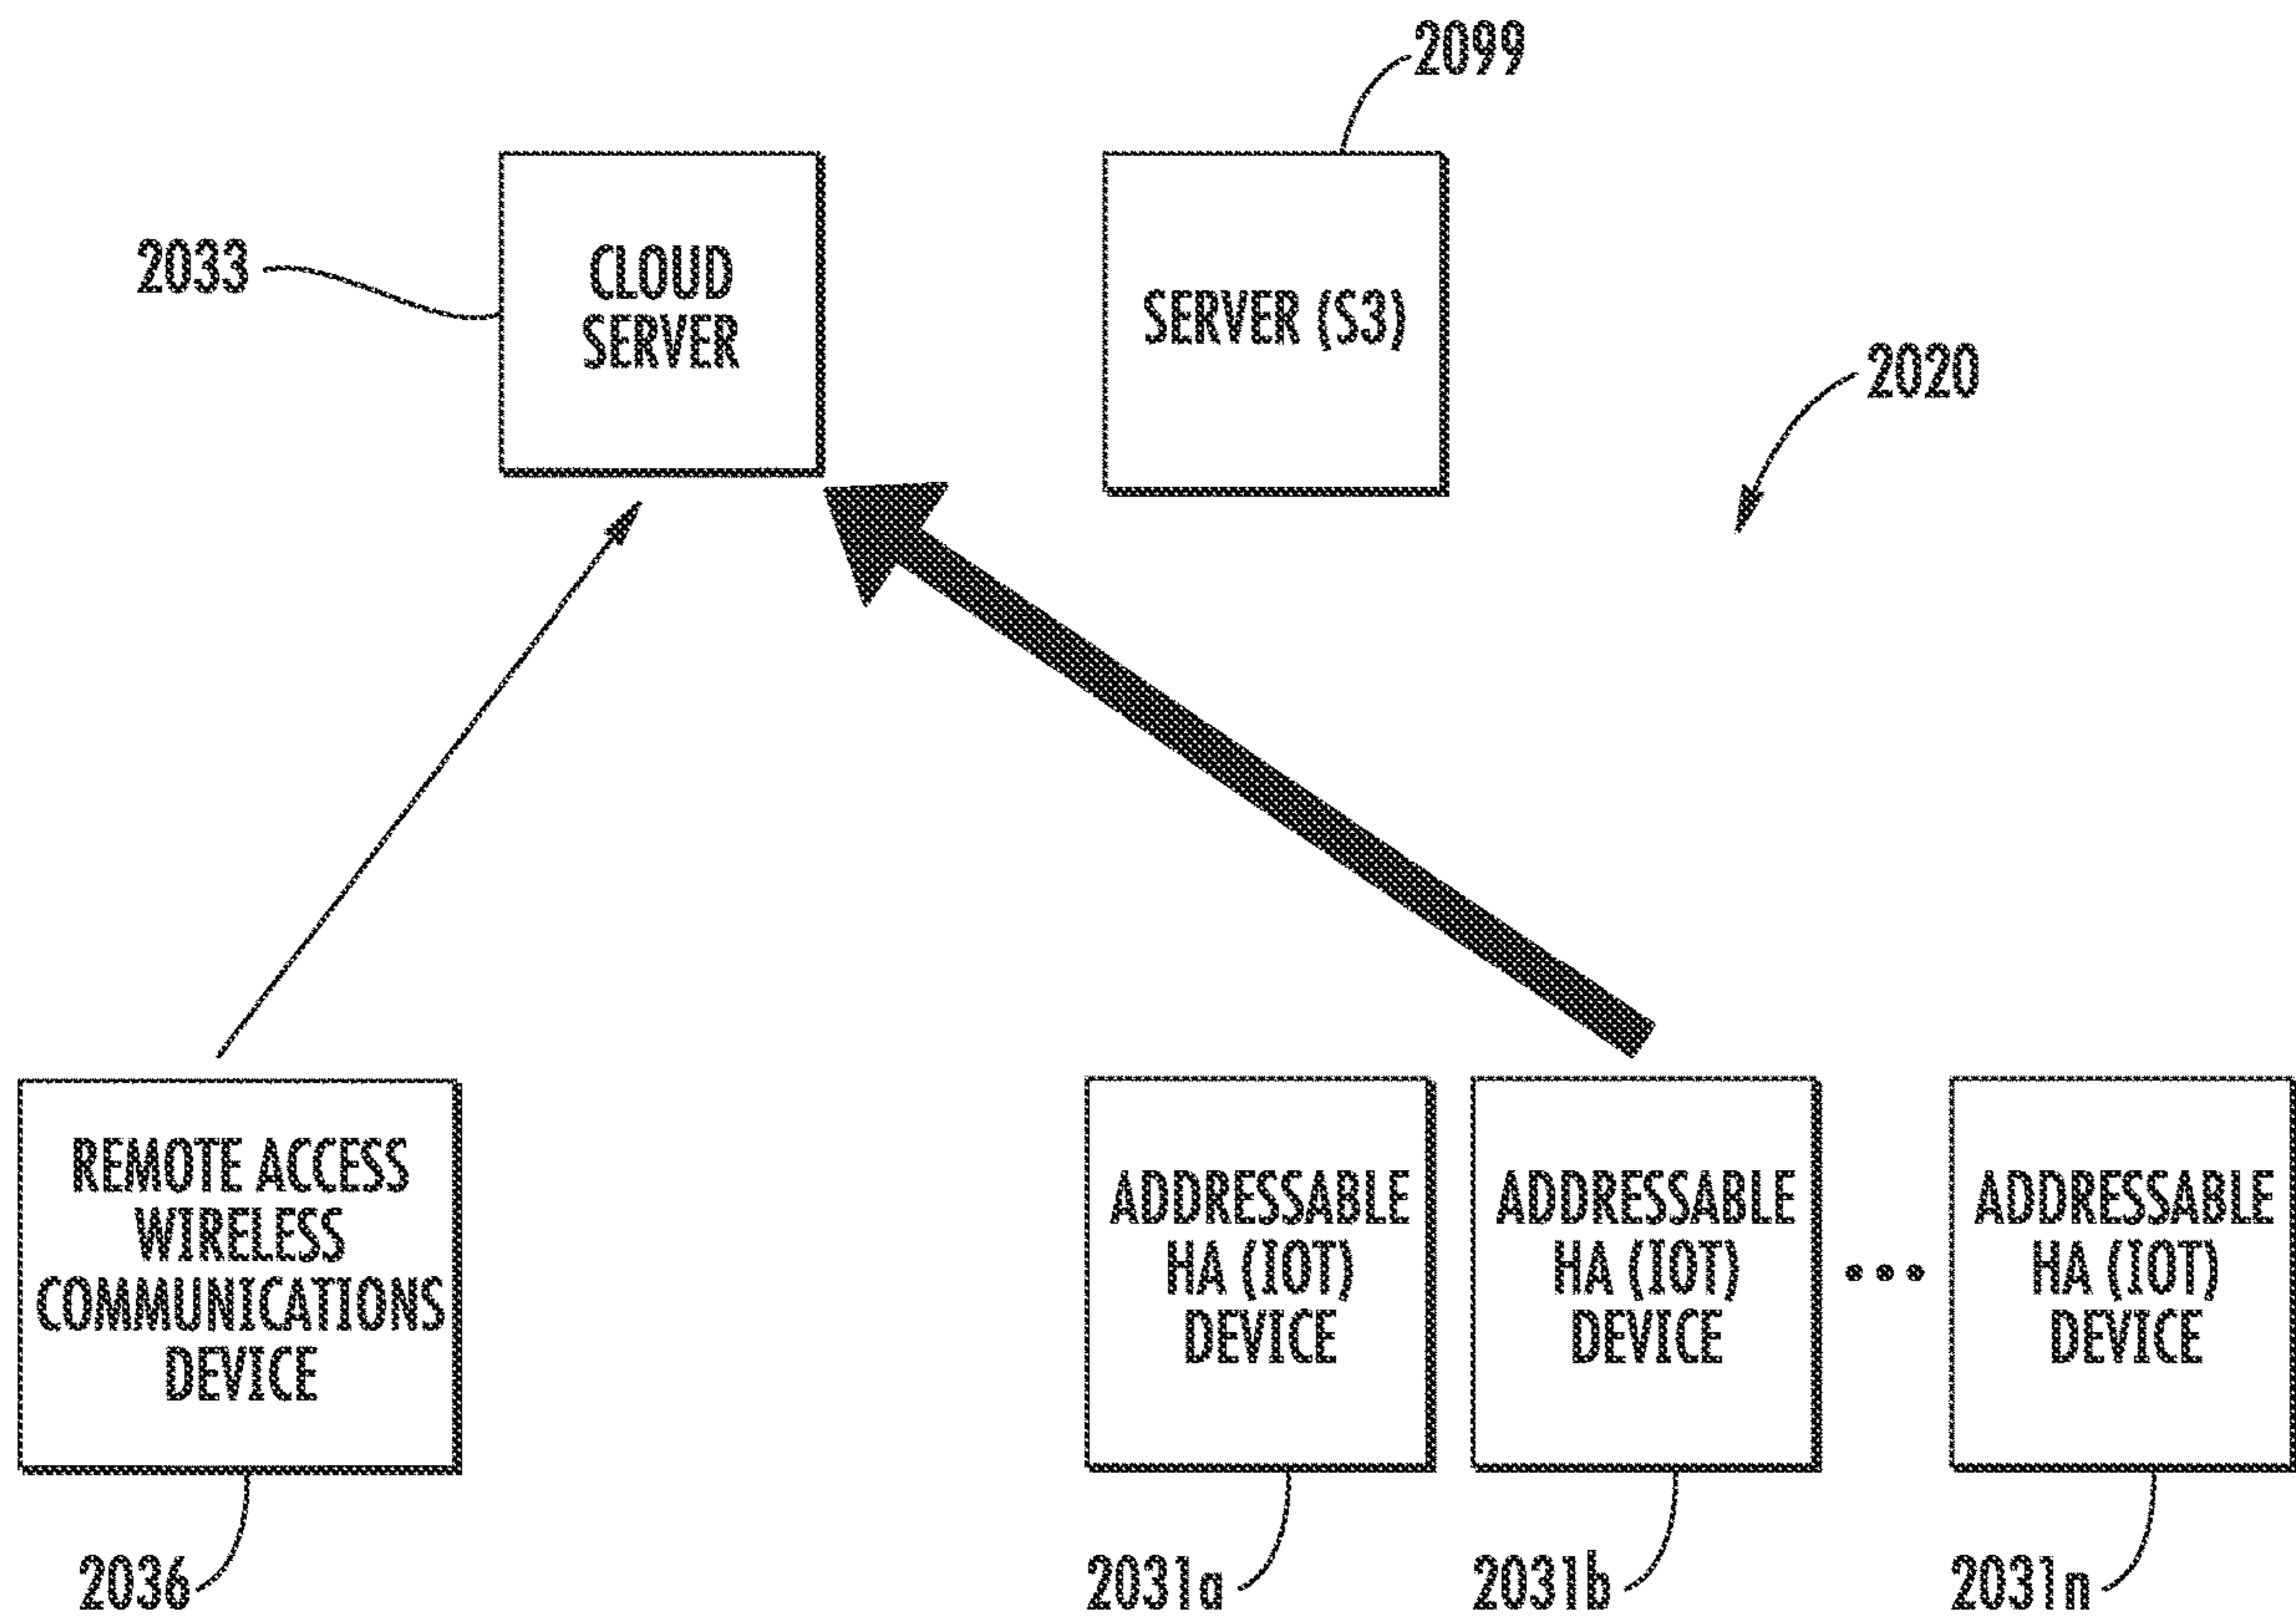 2099
2033
CLOUD
SERVER
SERVER (S3)
2020
REMOTE ACCESS
WIRELESS
COMMUNICATIONS
DEVICE
ADDRESSABLE
HA (IOT)
DEVICE
ADDRESSABLE
HA (IOT)
DEVICE
•••
ADDRESSABLE
HA (IOT)
DEVICE
2036
2031a
2031b
2031n